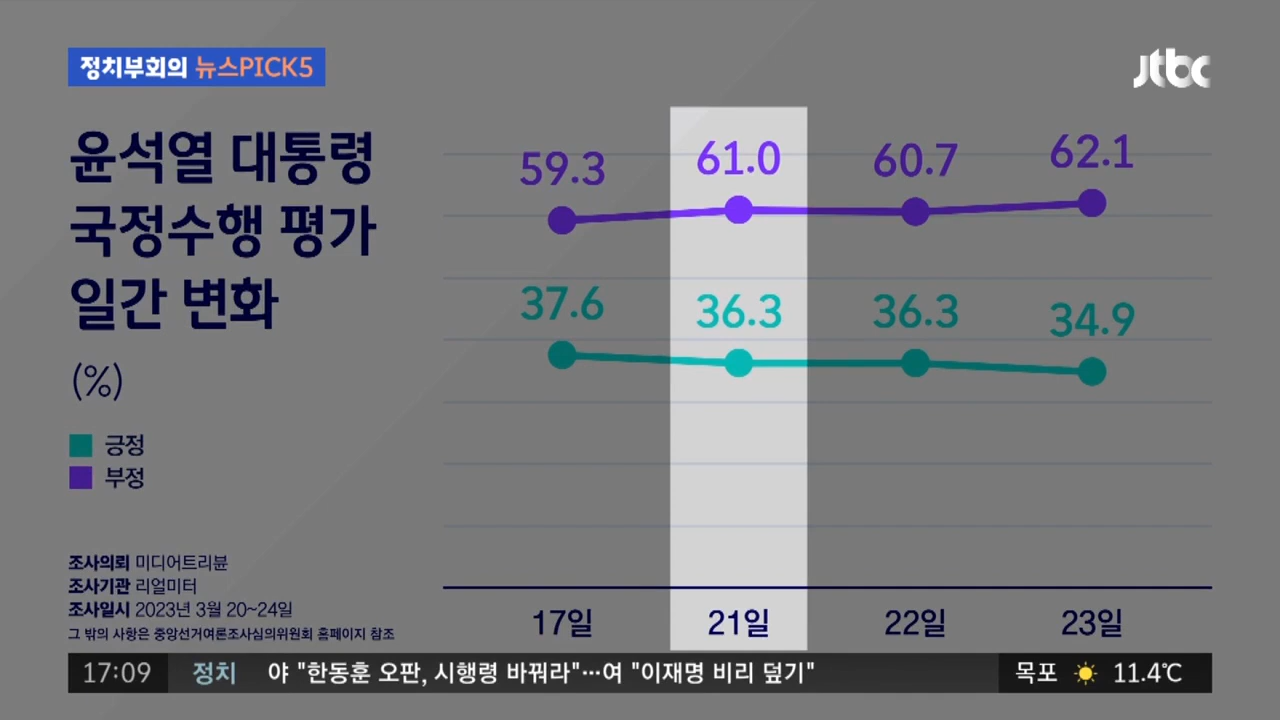 정치부회의 뉴스PICK5
jtbc
윤석열 대통령
국정수행 평가
일간 변화
(%)
긍정
부정
59.3 61.0 60.7 62.1
37.6 36.3 36.3 34.9
17일 21일 22일 23일
조사의뢰 미디어트리뷴
조사기관 리얼미터
조사일시 2023년 3월 20~24일
그 밖의 사항은 중앙선거여론조사심의위원회 홈페이지 참조
17:09 정치 야 "한동훈 오판, 시행령 바꿔라"…여 "이재명 비리 덮기" 목포 11.4℃